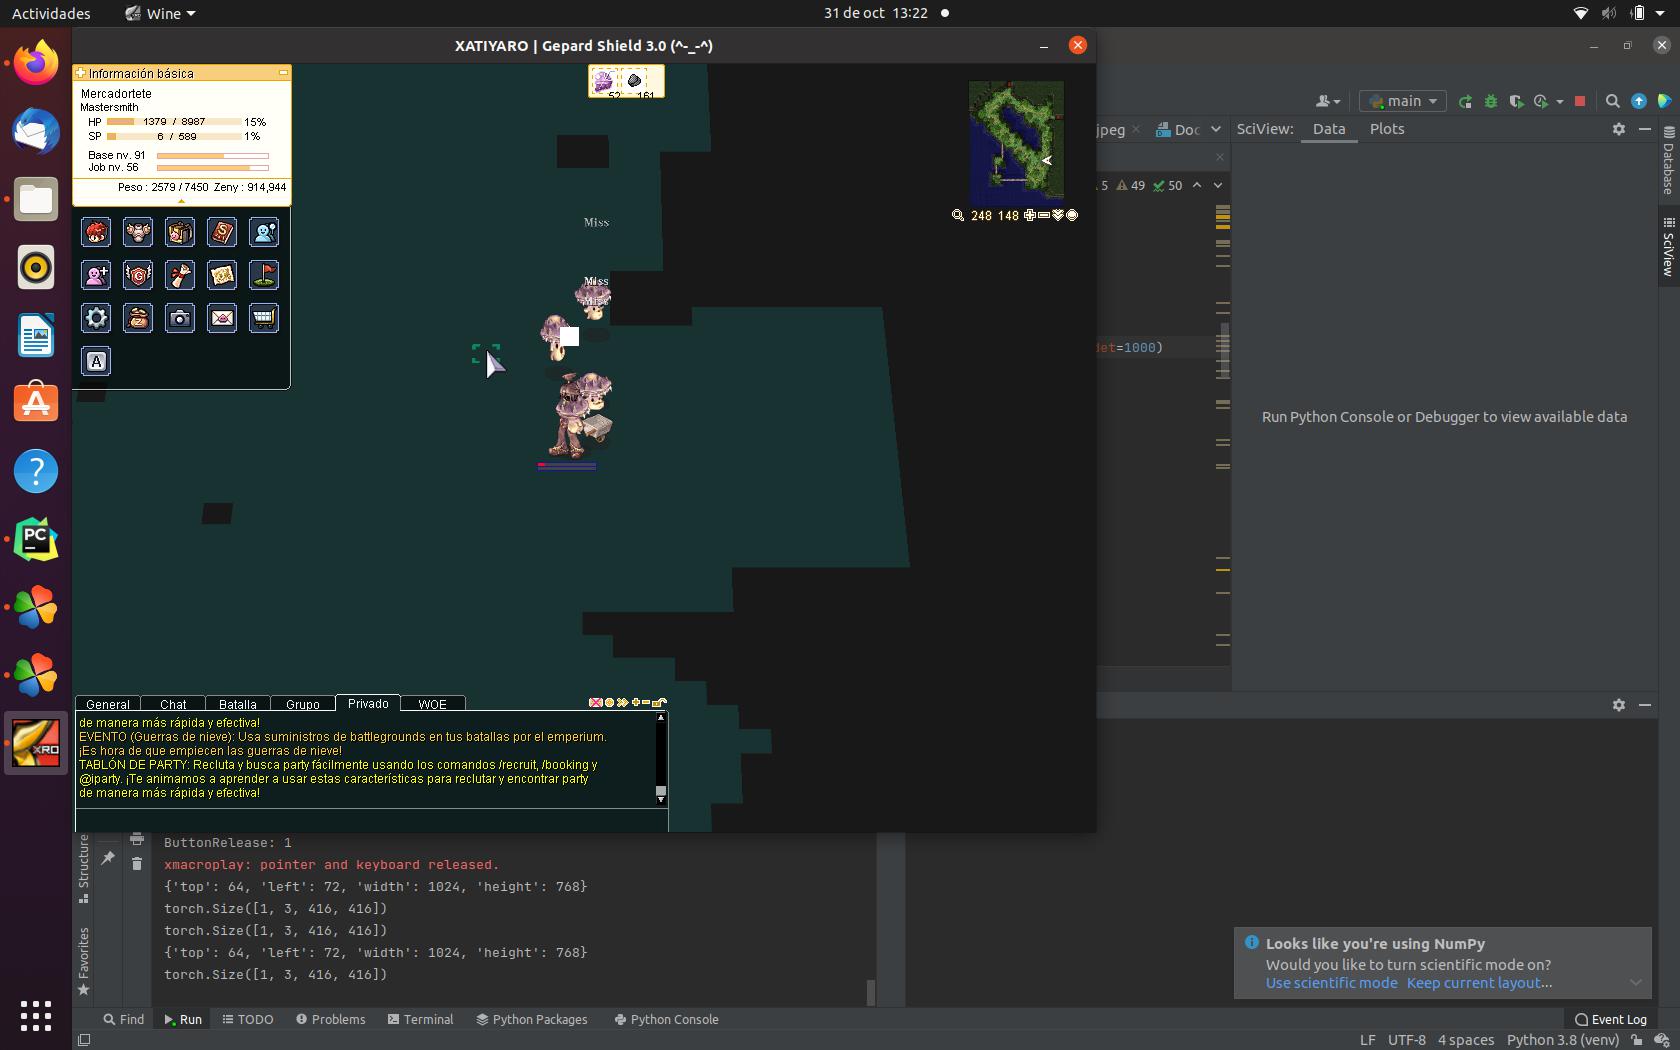 Actividades
Wine
31 de oct 13:22
XATIYARO | Gepard Shield 3.0 (^-_-^)
Información básica
Mercadortete
Mastersmith
HP 1379 / 8987 15%
SP 6 / 589 1%
Base nv. 91
Job nv. 56
Peso : 2579 / 7450 Zeny : 914,944
52 161
Miss
Miss
Miss
248 148
A
main
jpeg
Doc
SciView: Data Plots
5 49 50
Database
SciView
det=1000)
Run Python Console or Debugger to view available data
PC
XRO
General Chat Batalla Grupo Privado WOE
de manera más rápida y efectiva!
EVENTO (Guerras de nieve): Usa suministros de battlegrounds en tus batallas por el emperium.
¡Es hora de que empiecen las guerras de nieve!
TABLÓN DE PARTY: Recluta y busca party fácilmente usando los comandos /recruit, /booking y
@iparty. ¡Te animamos a aprender a usar estas características para reclutar y encontrar party
de manera más rápida y efectiva!
Structure
Favorites
ButtonRelease: 1
xmacroplay: pointer and keyboard released.
{'top': 64, 'left': 72, 'width': 1024, 'height': 768}
torch.Size([1, 3, 416, 416])
torch.Size([1, 3, 416, 416])
{'top': 64, 'left': 72, 'width': 1024, 'height': 768}
torch.Size([1, 3, 416, 416])
Looks like you're using NumPy
Would you like to turn scientific mode on?
Use scientific mode Keep current layout...
Find Run TODO Problems Terminal Python Packages Python Console Event Log
LF UTF-8 4 spaces Python 3.8 (venv)